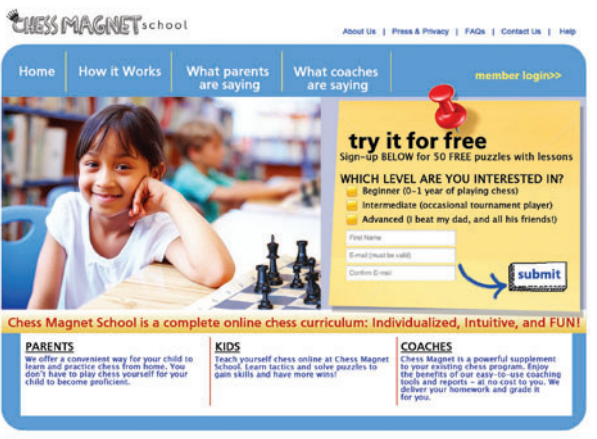 CHESS MAGNET school
About Us | Press & Privacy | FAQs | Contact Us | Help
Home
How it Works
What parents
are saying
What coaches
are saying
member login>>
try it for free
Sign-up BELOW for 50 FREE puzzles with lessons
WHICH LEVEL ARE YOU INTERESTED IN?
Beginner (0-1 year of playing chess)
Intermediate (occasional tournament player)
Advanced (I beat my dad, and all his friends!)
First Name
E-mail (must be valid)
Confirm E-mail
submit
Chess Magnet School is a complete online chess curriculum: Individualized, Intuitive, and FUN!
PARENTS
We offer a convenient way for your child to
learn and practice chess from home. You
don't have to play chess yourself for your
child to become proficient.
KIDS
Teach yourself chess online at Chess Magnet
School. Learn tactics and solve puzzles to
gain skills and have more wins!
COACHES
Chess Magnet is a powerful supplement
to your existing chess program. Enjoy
the benefits of our easy-to-use coaching
tools and reports – at no cost to you. We
deliver your homework and grade it
for you.